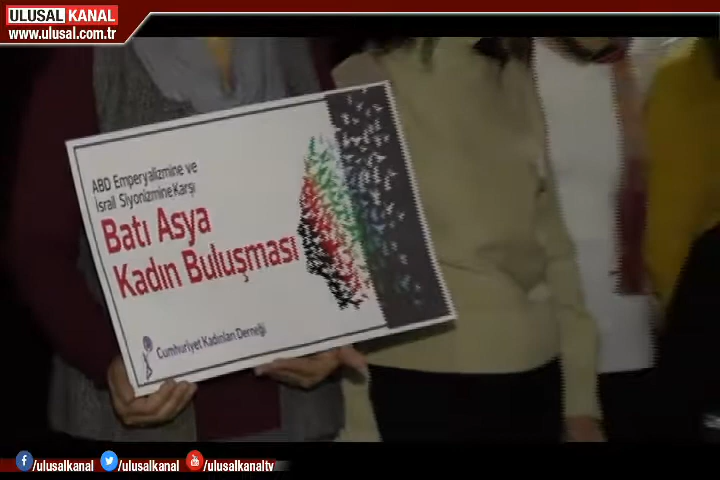 ULUSAL KANAL
www.ulusal.com.tr
ABD Emperyalizmine ve
İsrail Siyonizmine Karşı
Batı Asya
Kadın Buluşması
Cumhuriyet Kadınları Derneği
/ulusalkanal
/ulusalkanal
/ulusalkanaltv